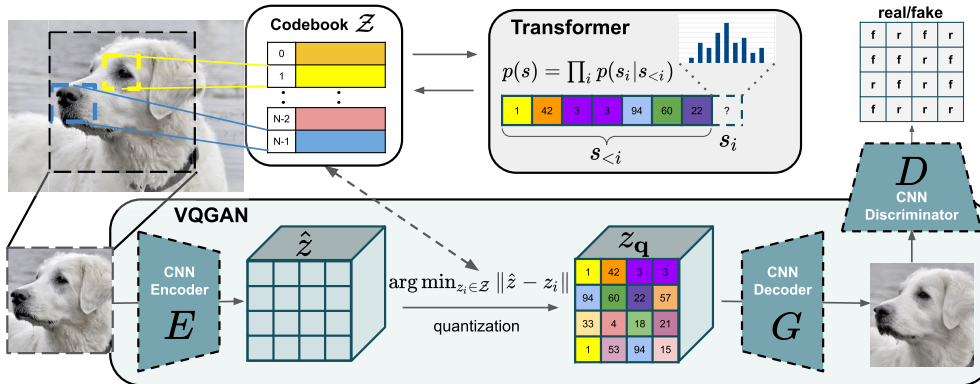 Codebook 𝒵
0
1
: :
N-2
N-1
Transformer
p(s) = ∏ᵢ p(sᵢ|s<ᵢ)
1 42 3 3 94 60 22 ?
s<ᵢ
sᵢ
real/fake
f r f r
f f r f
r f r f
f r r r
D
CNN
Discriminator
VQGAN
CNN
Encoder
E
ẑ
arg min_{zᵢ∈𝒵} ‖ẑ − zᵢ‖
quantization
z_𝐪
1 42 3 3
94 60 22 57
33 4 18 21
1 53 94 15
CNN
Decoder
G